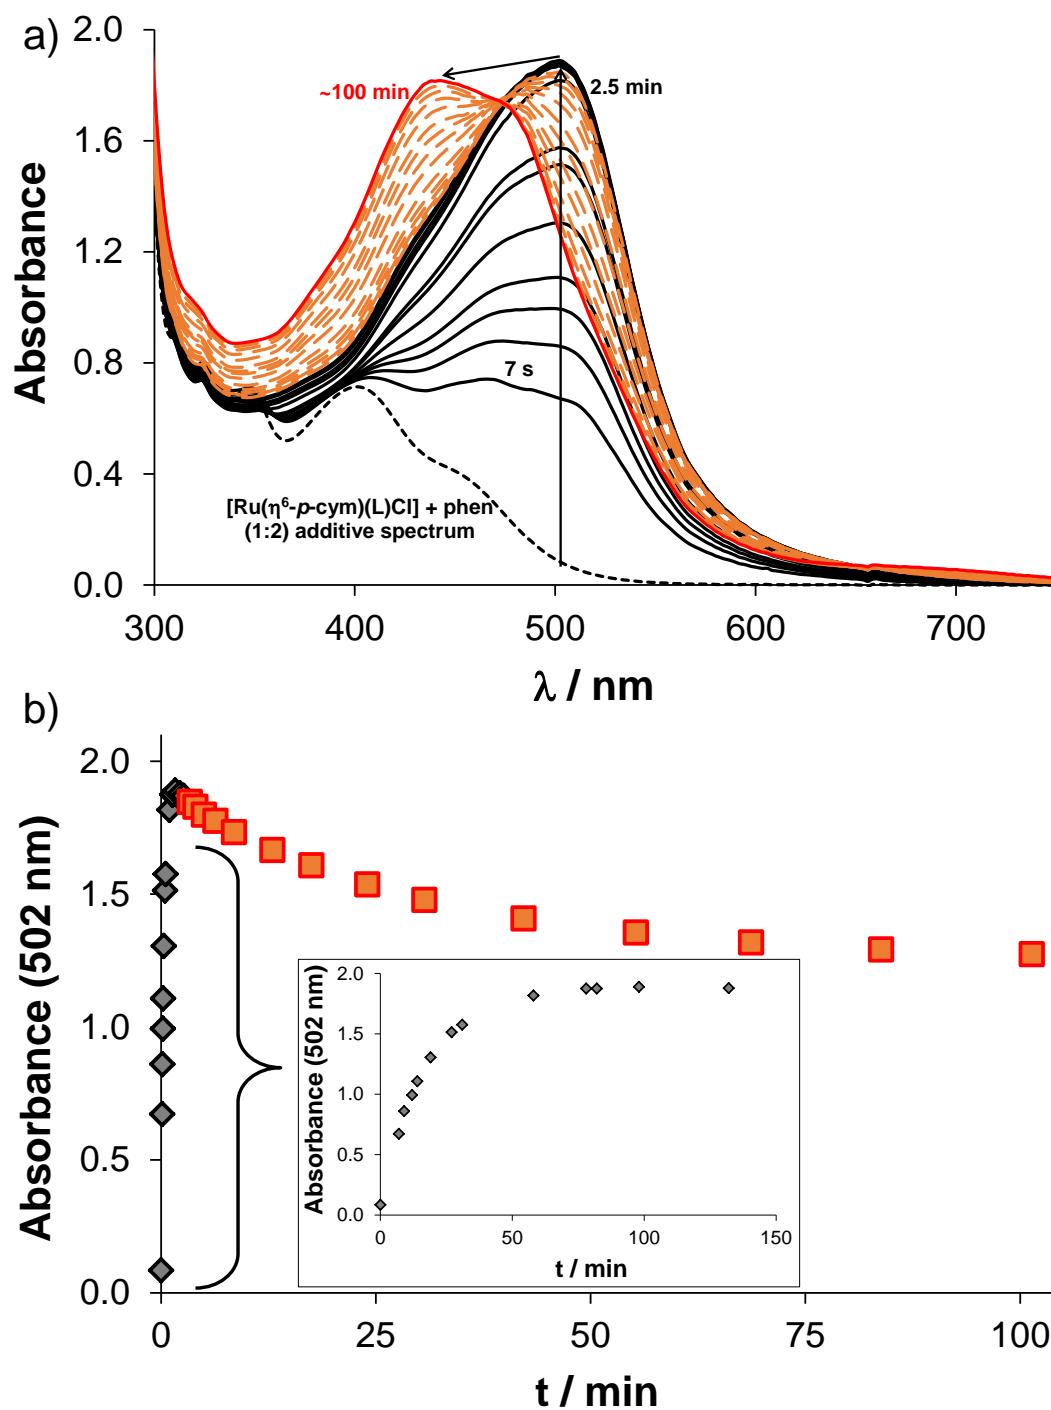 a)
2.0
1.6
1.2
0.8
0.4
0.0
Absorbance
~100 min
2.5 min
7 s
[Ru(η⁶-p-cym)(L)Cl] + phen
(1:2) additive spectrum
300
400
500
600
700
λ / nm
b)
2.0
1.5
1.0
0.5
0.0
Absorbance (502 nm)
2.0
1.5
1.0
0.5
0.0
Absorbance (502 nm)
0
50
100
150
t / min
0
25
50
75
100
t / min